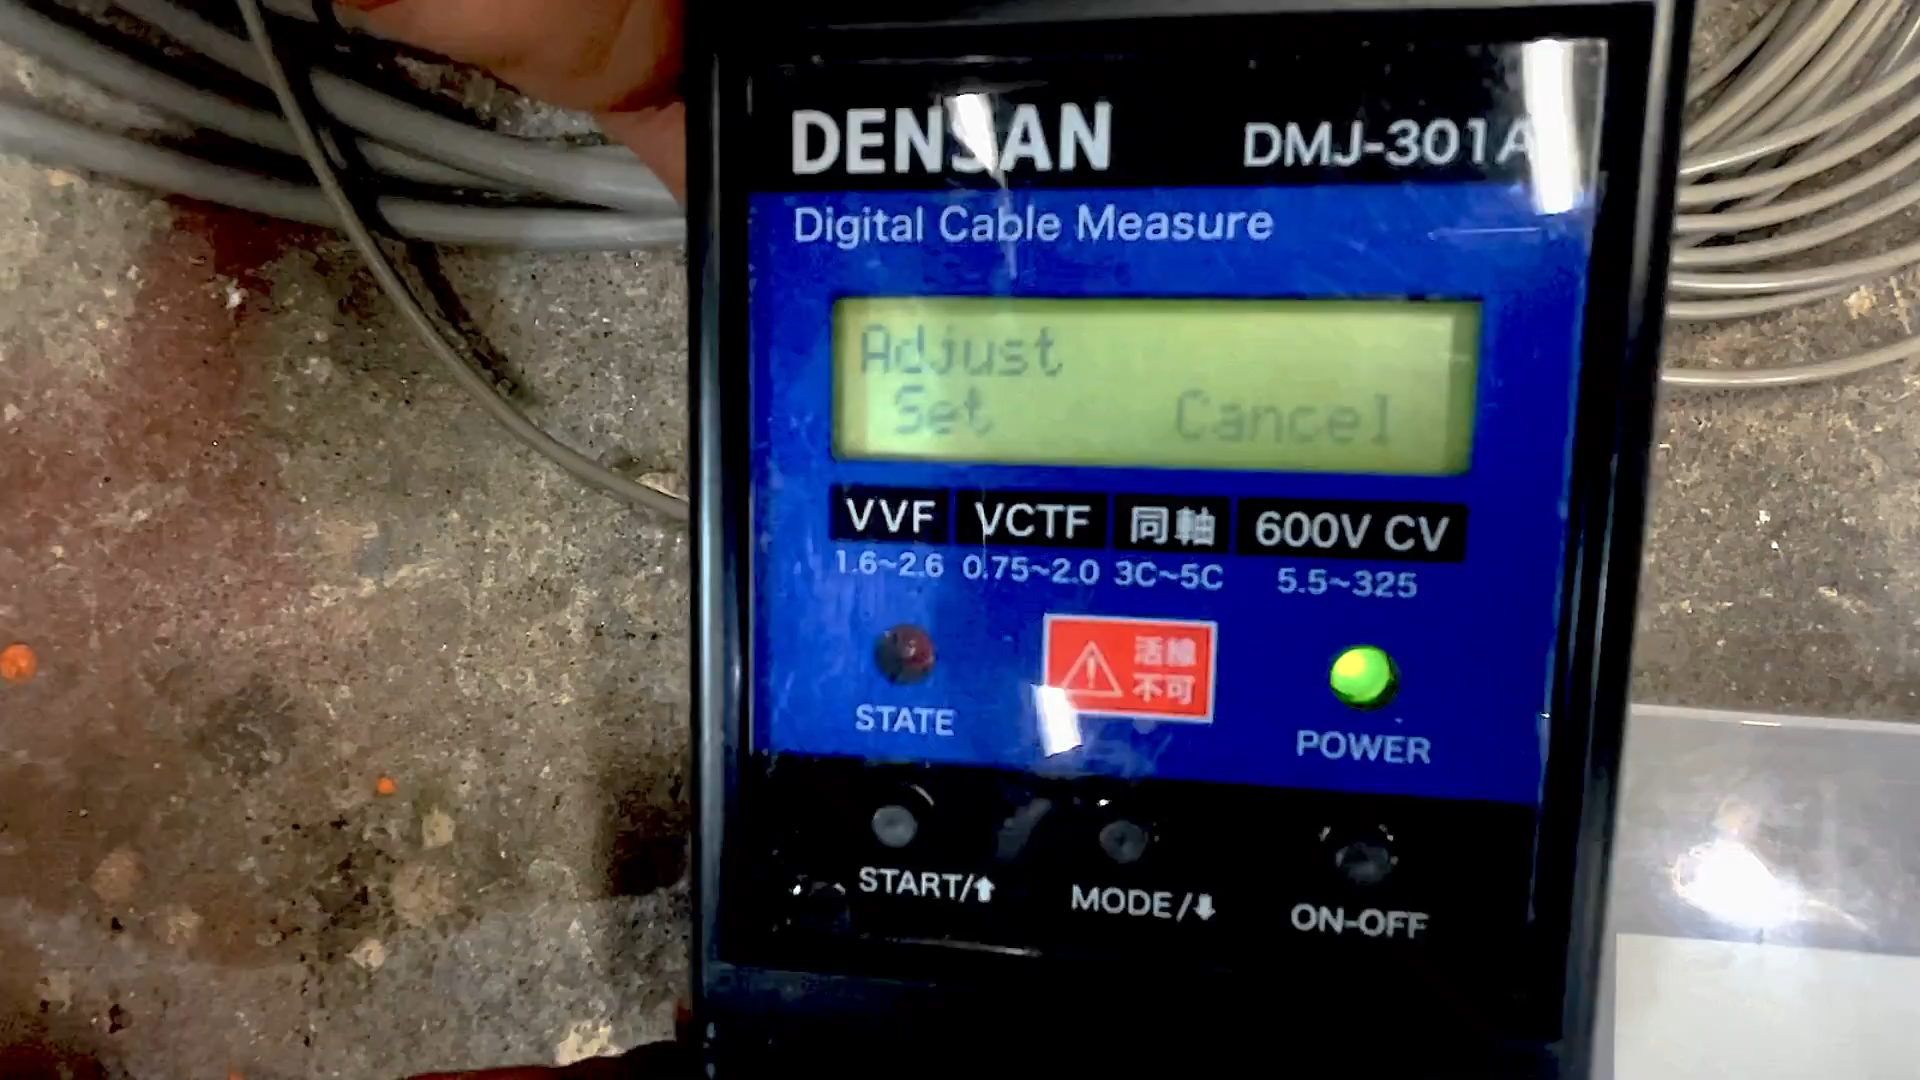 DENSAN DMJ-301A
Digital Cable Measure
Adjust
Set Cancel
VVF VCTF 同軸 600V CV
1.6~2.6 0.75~2.0 3C~5C 5.5~325
活線
不可
STATE POWER
START/⬆ MODE/⬇ ON-OFF